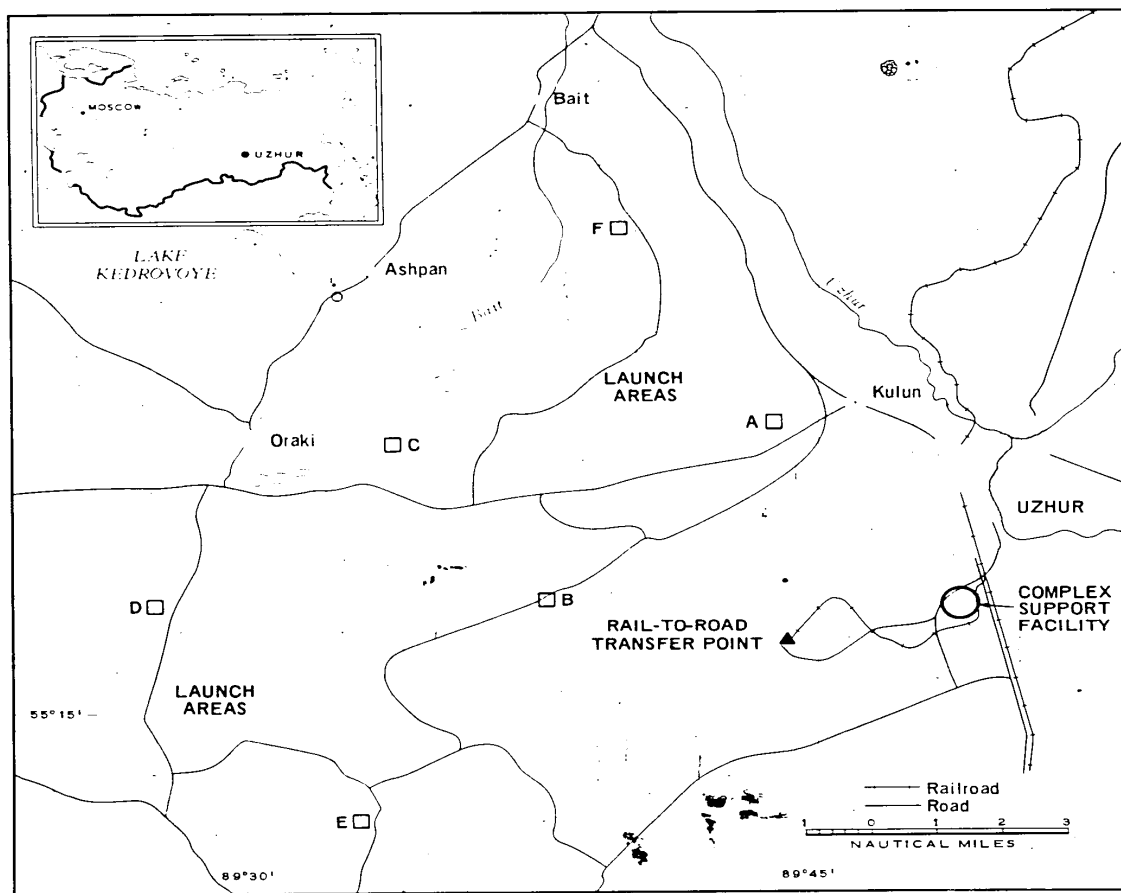 MOSCOW
UZHUR
LAKE
KEDROVOYE
Bait
F
Ashpan
Bait
Uzhur
LAUNCH
AREAS
Kulun
A
Oraki
C
UZHUR
D
B
COMPLEX
SUPPORT
FACILITY
RAIL-TO-ROAD
TRANSFER POINT
LAUNCH
AREAS
55°15'
Railroad
Road
E
1 0 1 2 3
NAUTICAL MILES
89°30'
89°45'